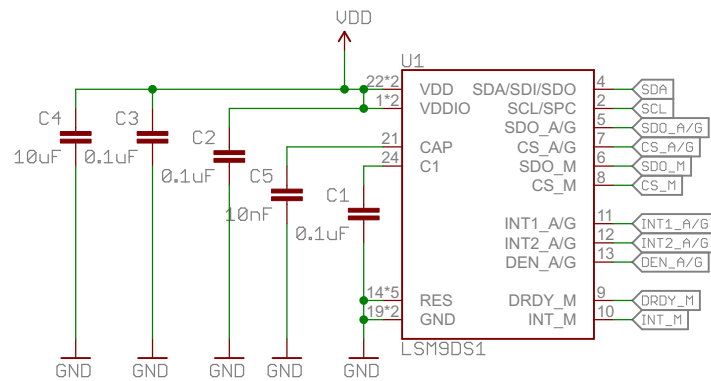 VDD
U1
22*2 VDD SDA/SDI/SDO 4 SDA
1*2 VDDIO SCL/SPC 2 SCL
SDO_A/G 5 SDO_A/G
C4 C3 C2 21 CAP CS_A/G 7 CS_A/G
10uF 0.1uF 24 C1 SDO_M 6 SDO_M
0.1uF C5 C1 CS_M 8 CS_M
10nF INT1_A/G 11 INT1_A/G
0.1uF INT2_A/G 12 INT2_A/G
DEN_A/G 13 DEN_A/G
14*5 RES DRDY_M 9 DRDY_M
19*2 GND INT_M 10 INT_M
LSM9DS1
GND GND GND GND GND